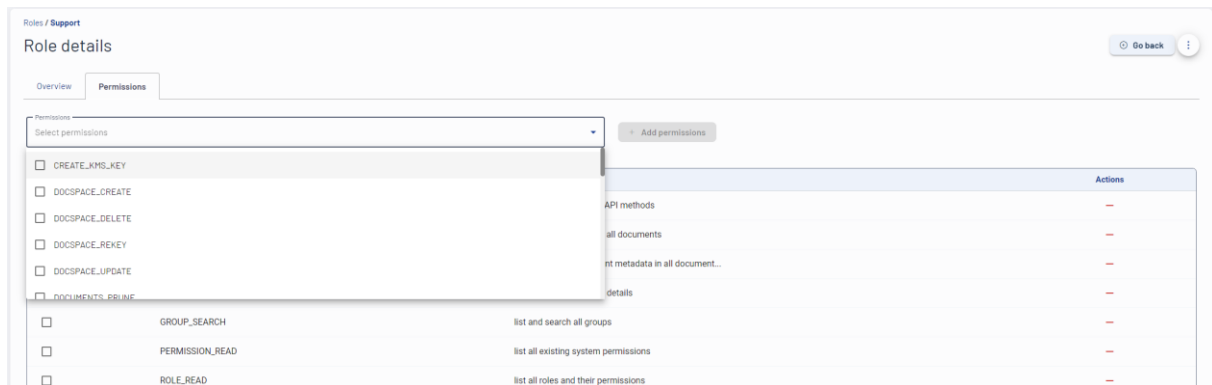 Roles / Support
Role details
Go back
Overview
Permissions
Permissions
Select permissions
Add permissions
CREATE_KMS_KEY
DOCSPACE_CREATE
DOCSPACE_DELETE
DOCSPACE_REKEY
DOCSPACE_UPDATE
DOCUMENTS_PRUNE
Actions
API methods
all documents
nt metadata in all document...
details
GROUP_SEARCH list and search all groups
PERMISSION_READ list all existing system permissions
ROLE_READ list all roles and their permissions